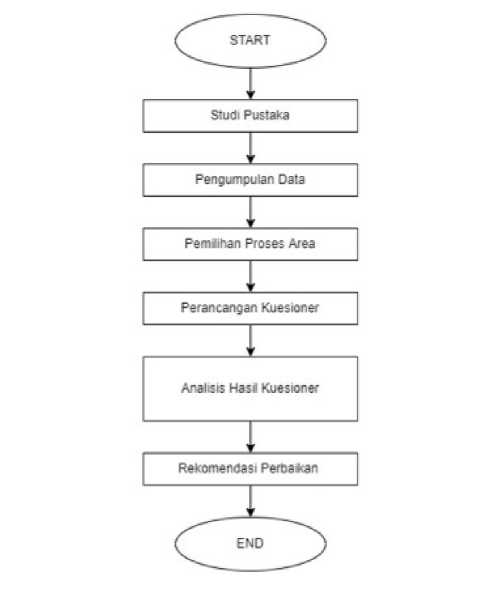 START
Studi Pustaka
Pengumpulan Data
Pemilihan Proses Area
Perancangan Kuesioner
Analisis Hasil Kuesioner
Rekomendasi Perbaikan
END